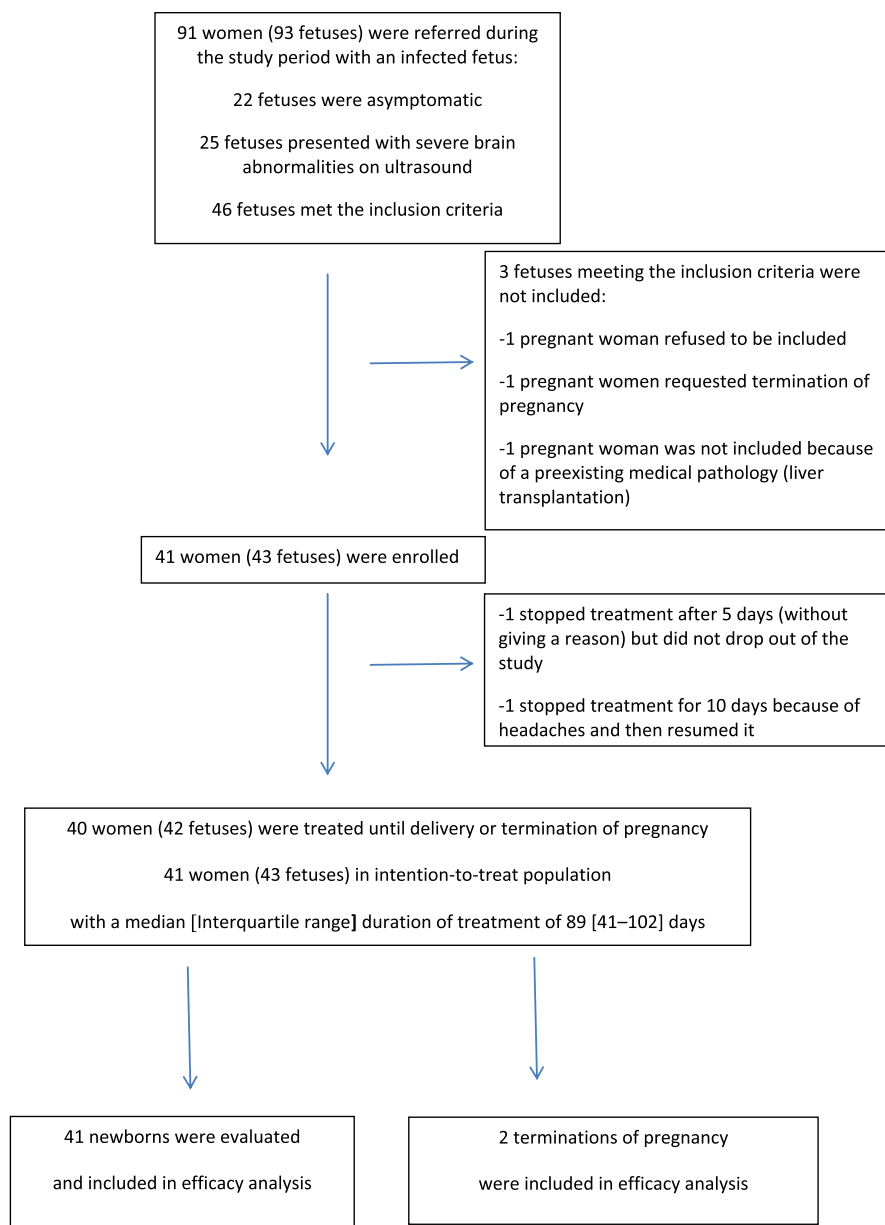 91 women (93 fetuses) were referred during
the study period with an infected fetus:
22 fetuses were asymptomatic
25 fetuses presented with severe brain
abnormalities on ultrasound
46 fetuses met the inclusion criteria
3 fetuses meeting the inclusion criteria were
not included:
-1 pregnant woman refused to be included
-1 pregnant women requested termination of
pregnancy
-1 pregnant woman was not included because
of a preexisting medical pathology (liver
transplantation)
41 women (43 fetuses) were enrolled
-1 stopped treatment after 5 days (without
giving a reason) but did not drop out of the
study
-1 stopped treatment for 10 days because of
headaches and then resumed it
40 women (42 fetuses) were treated until delivery or termination of pregnancy
41 women (43 fetuses) in intention-to-treat population
with a median [Interquartile range] duration of treatment of 89 [41–102] days
41 newborns were evaluated
and included in efficacy analysis
2 terminations of pregnancy
were included in efficacy analysis